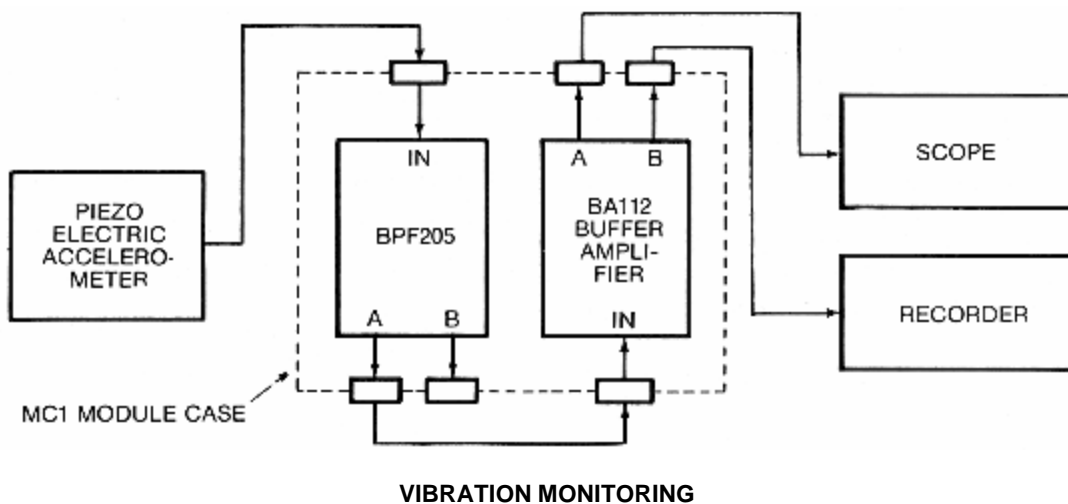 PIEZO
ELECTRIC
ACCELERO-
METER
IN
BPF205
A B
A B
BA112
BUFFER
AMPLI-
FIER
IN
SCOPE
RECORDER
MC1 MODULE CASE
VIBRATION MONITORING